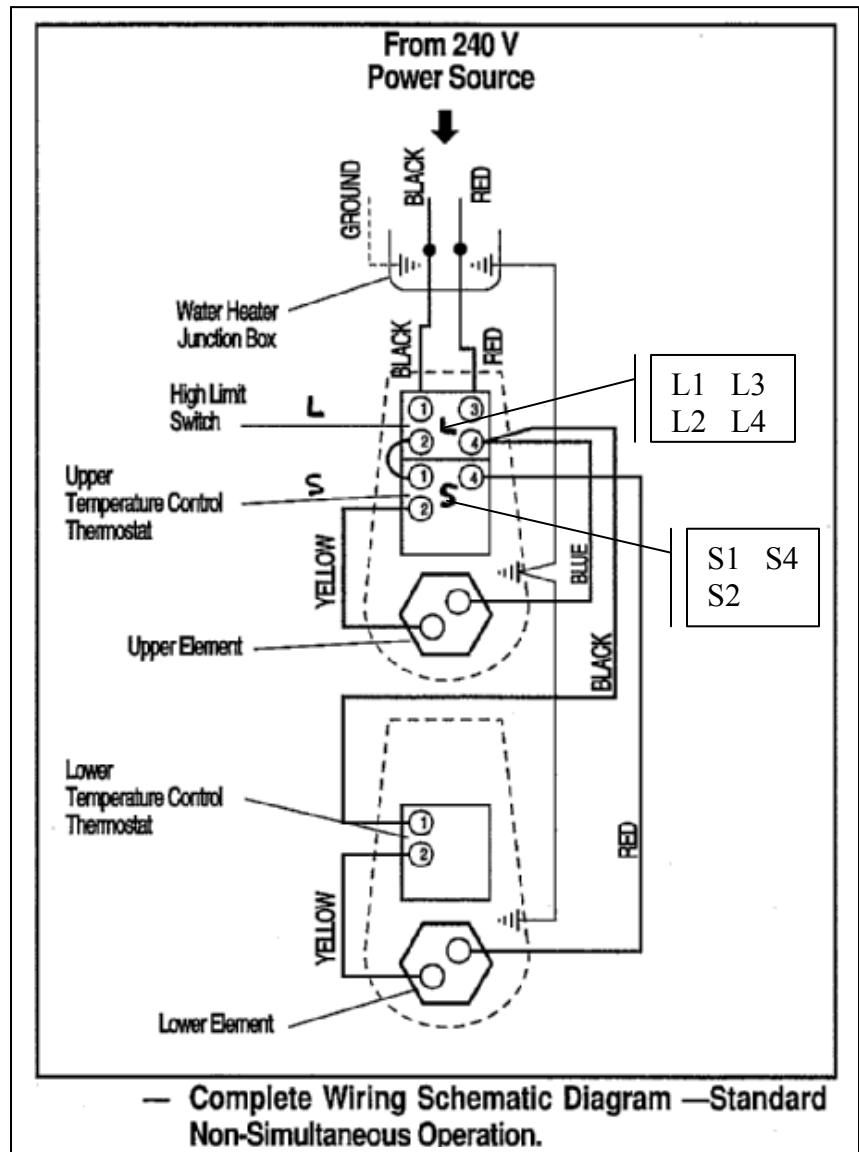 From 240 V
Power Source
GROUND
BLACK
RED
Water Heater
Junction Box
BLACK
RED
High Limit
Switch
L
1 3
L
2 4
L1 L3
L2 L4
Upper
Temperature Control
Thermostat
S
1 4
S
2
S1 S4
S2
YELLOW
BLUE
Upper Element
BLACK
Lower
Temperature Control
Thermostat
1
2
RED
YELLOW
Lower Element
— Complete Wiring Schematic Diagram —Standard
Non-Simultaneous Operation.